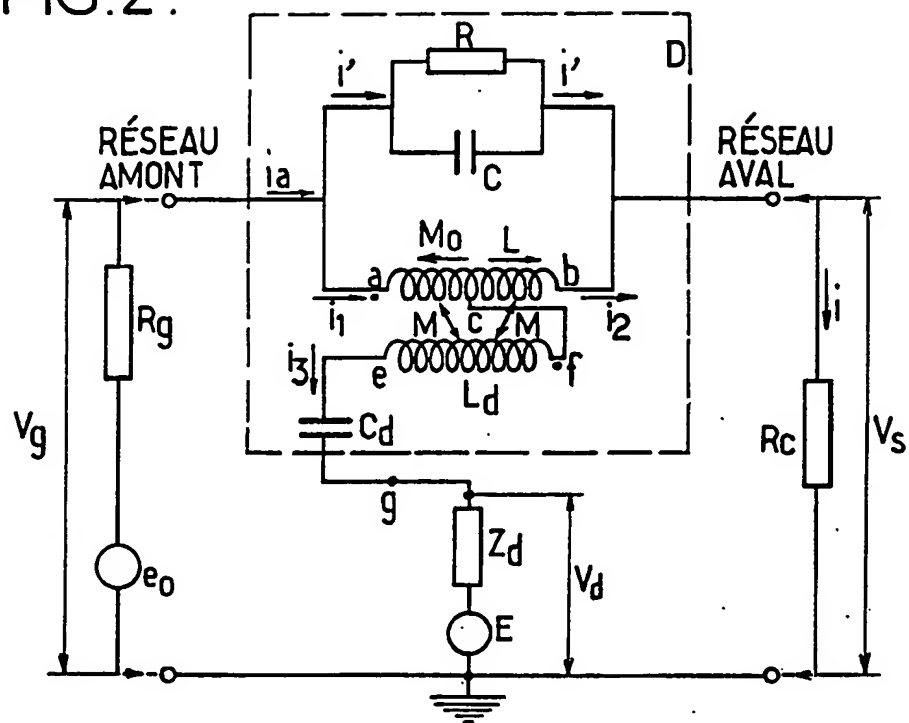 FIG.2.
R
D
i' i'
C
RÉSEAU
AMONT
RÉSEAU
AVAL
ia
Mo L
a b
i1 M c M i2
i
i3
e f
Ld
Rg
Cd
Vg
Rc
Vs
g
Zd
Vd
eo
E